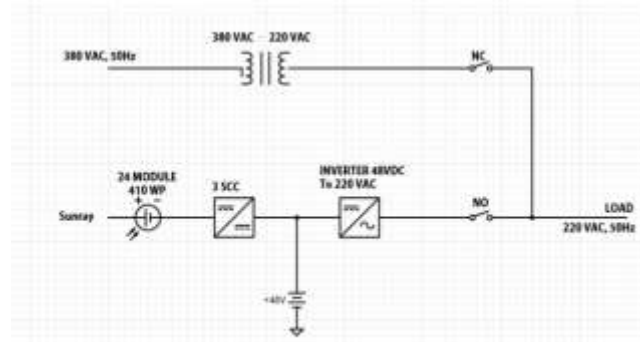 380 VAC 220 VAC
380 VAC, 50Hz
NC
24 MODULE
410 WP
+ -
3 SCC
INVERTER 48VDC
To 220 VAC
NO
Sunray
LOAD
220 VAC, 50Hz